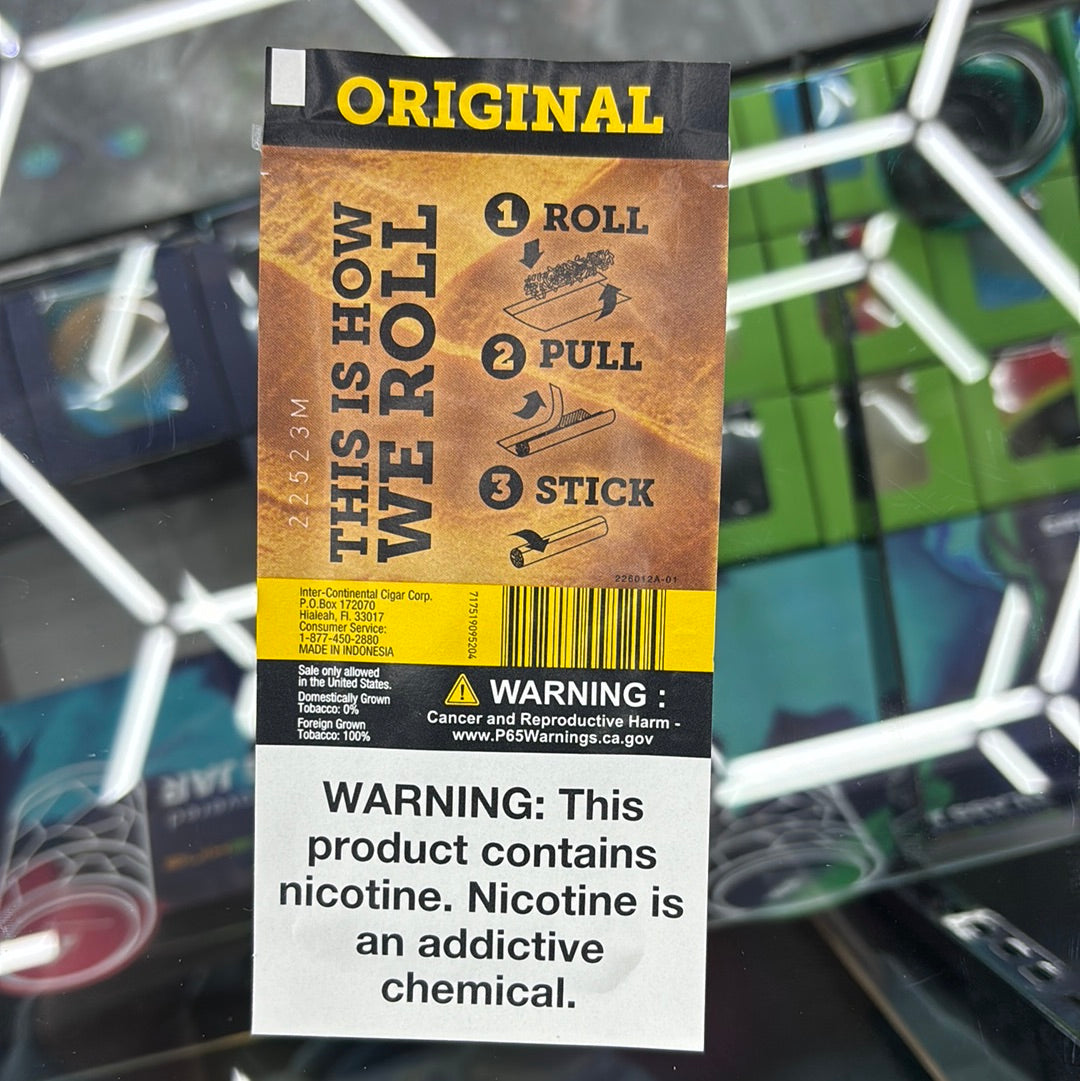 ORIGINAL
THIS IS HOW
WE ROLL
22523M
1 ROLL
2 PULL
3 STICK
226012A-01
Inter-Continental Cigar Corp.
P.O.Box 172070
Hialeah, Fl. 33017
Consumer Service:
1-877-450-2880
MADE IN INDONESIA
717519095204
Sale only allowed
in the United States.
Domestically Grown
Tobacco: 0%
Foreign Grown
Tobacco: 100%
WARNING :
Cancer and Reproductive Harm -
www.P65Warnings.ca.gov
WARNING: This
product contains
nicotine. Nicotine is
an addictive
chemical.
JAR